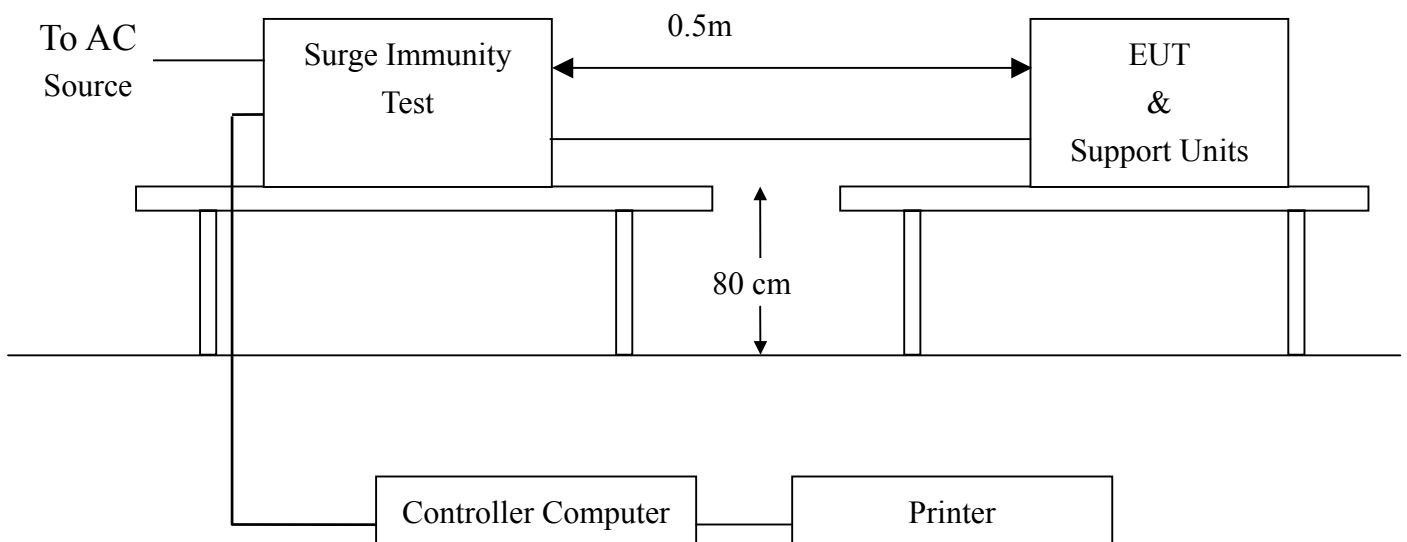 To AC
Source
Surge Immunity
Test
0.5m
EUT
&
Support Units
80 cm
Controller Computer
Printer